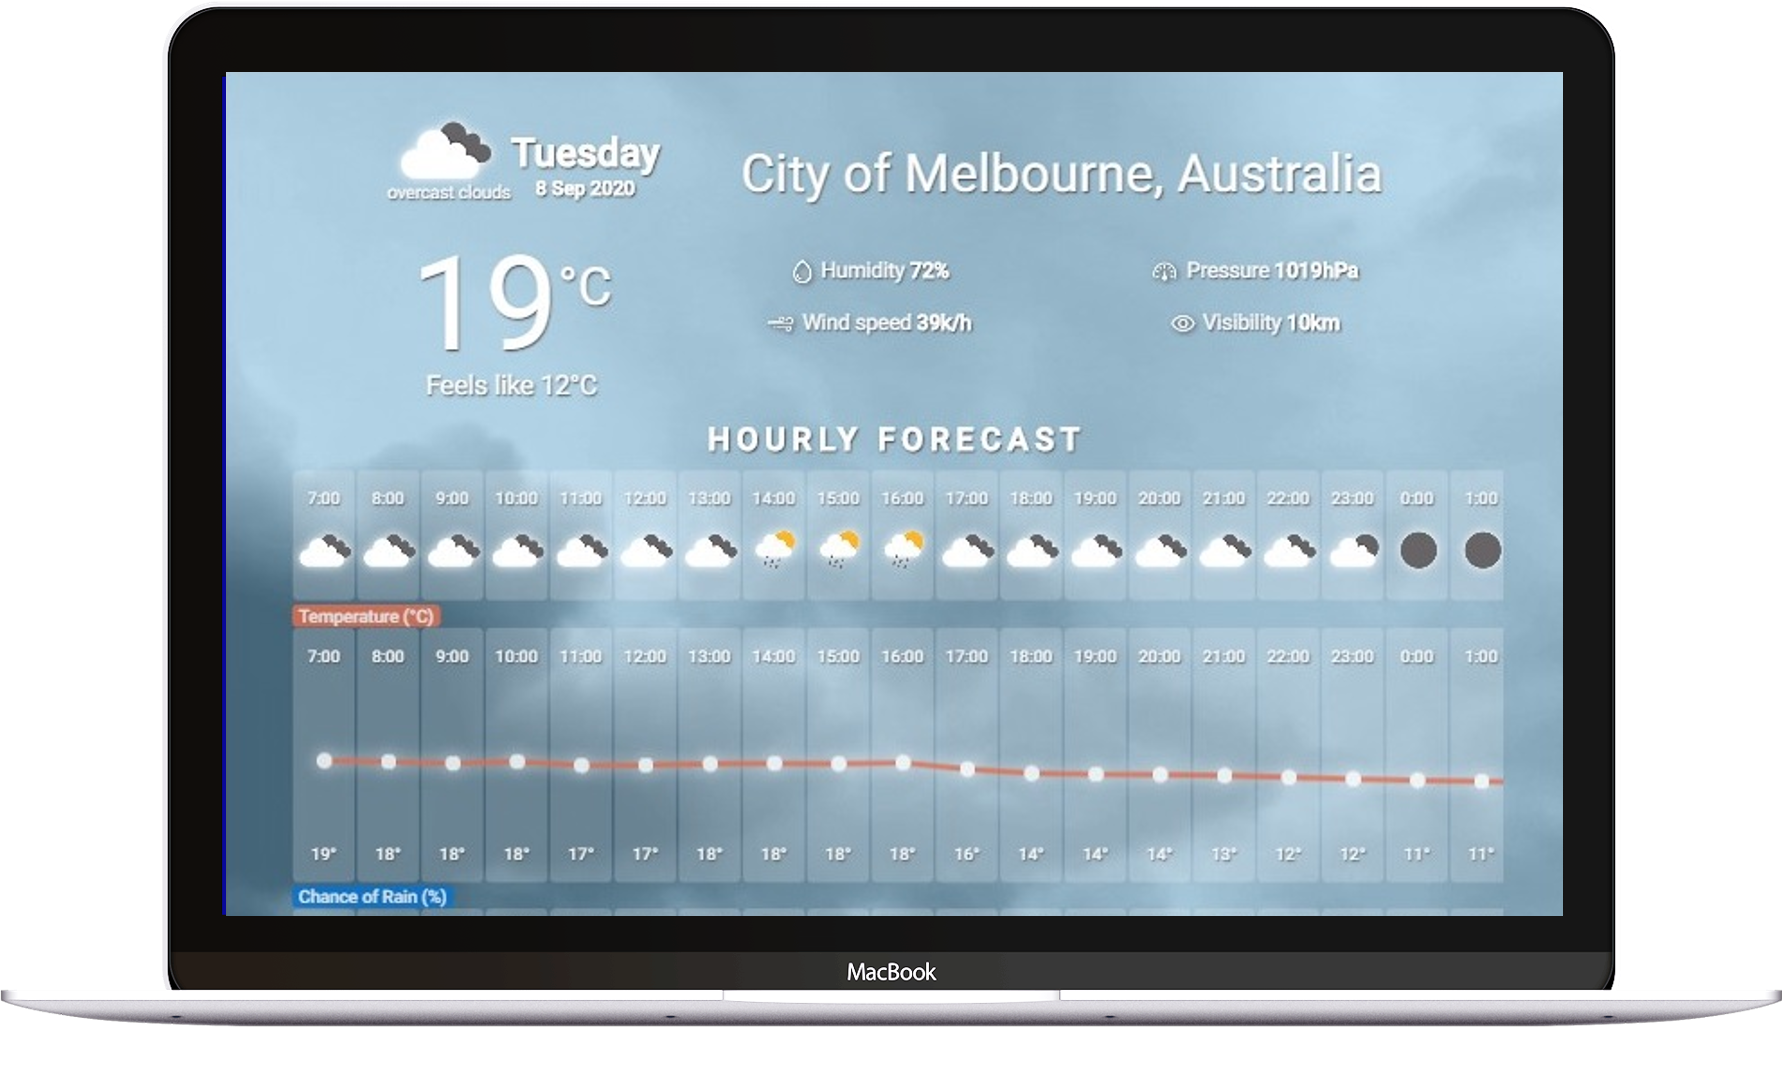 Tuesday
8 Sep 2020
overcast clouds
City of Melbourne, Australia
19°C
Feels like 12°C
Humidity 72%
Pressure 1019hPa
Wind speed 39k/h
Visibility 10km
HOURLY FORECAST
7:00 8:00 9:00 10:00 11:00 12:00 13:00 14:00 15:00 16:00 17:00 18:00 19:00 20:00 21:00 22:00 23:00 0:00 1:00
Temperature (°C)
7:00 8:00 9:00 10:00 11:00 12:00 13:00 14:00 15:00 16:00 17:00 18:00 19:00 20:00 21:00 22:00 23:00 0:00 1:00
19° 18° 18° 18° 17° 17° 18° 18° 18° 18° 16° 14° 14° 14° 13° 12° 12° 11° 11°
Chance of Rain (%)
MacBook